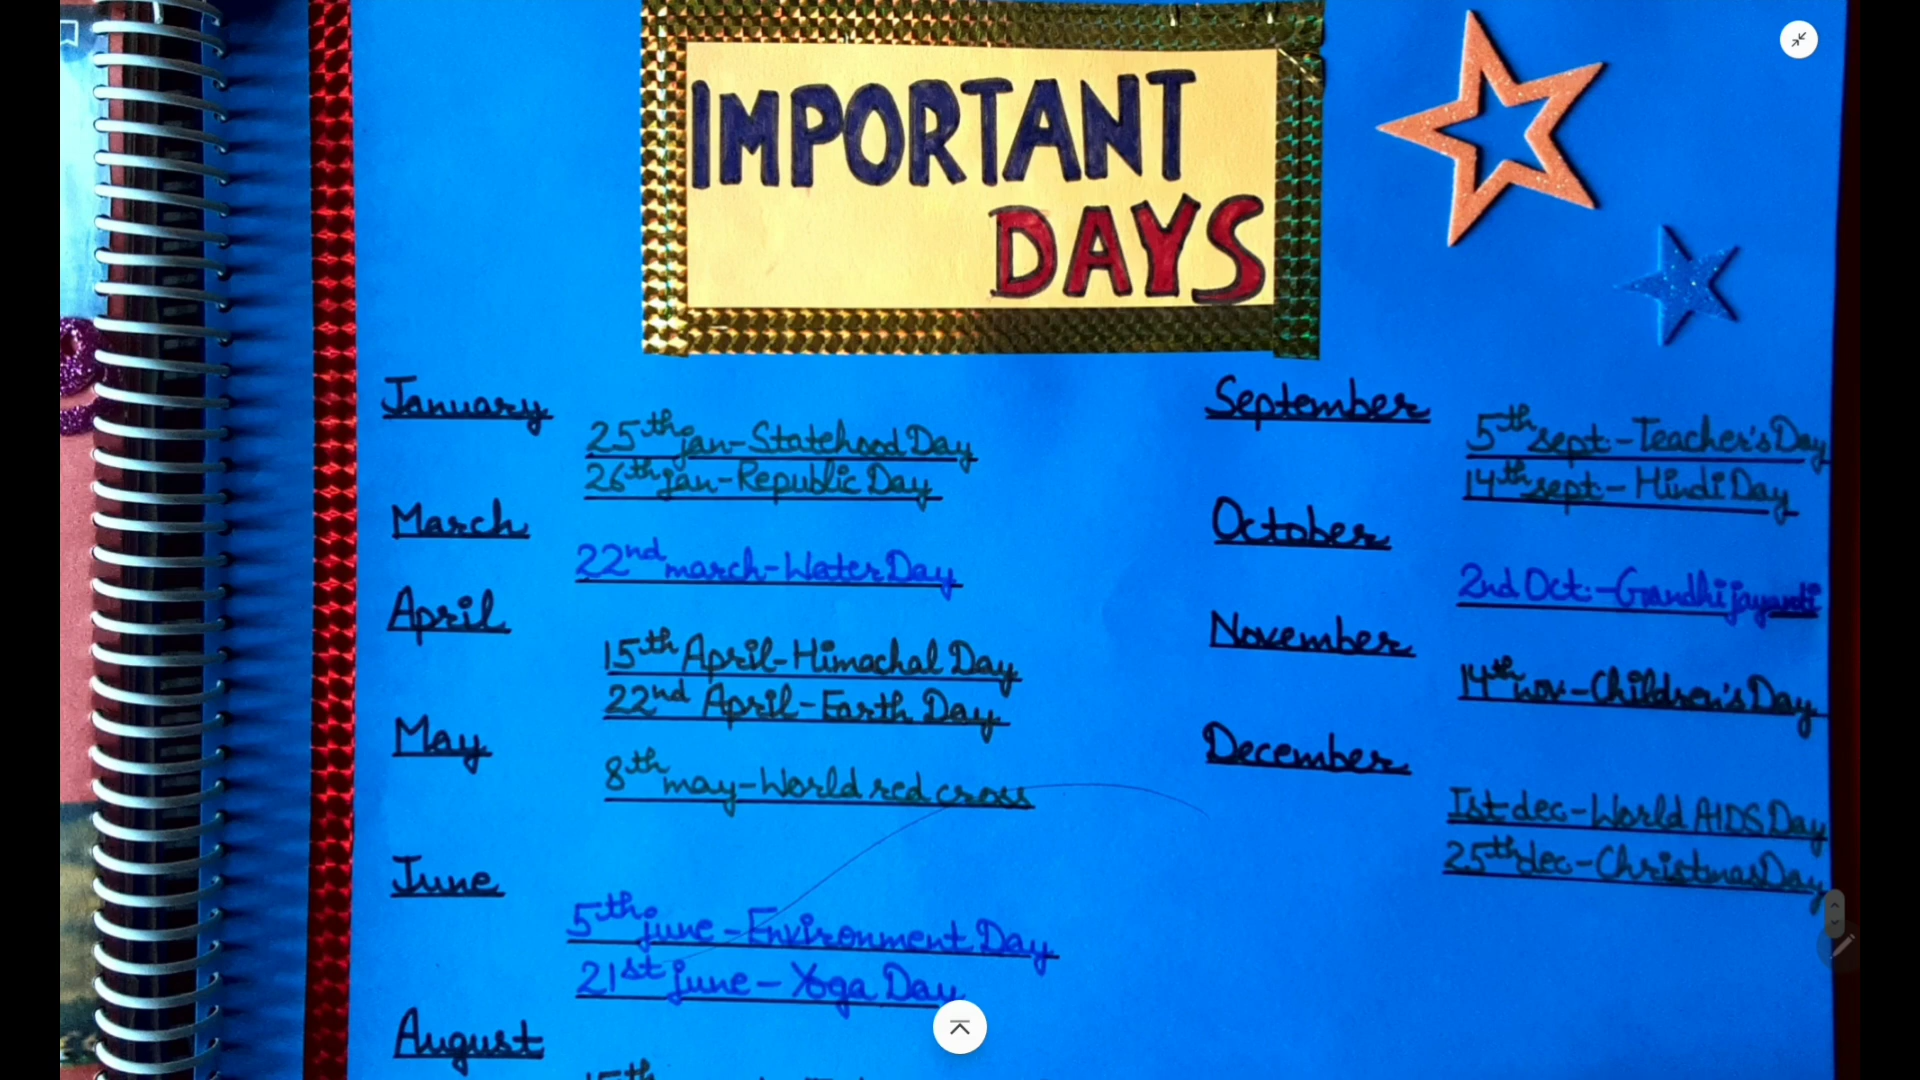 IMPORTANT
DAYS
January
25th jan-Statehood Day
26th jan-Republic Day
March
22nd march-Water Day
April
15th April-Himachal Day
22nd April-Earth Day
May
8th may-World red cross
June
5th june-Environment Day
21st june-Yoga Day
August
15th
September
5th sept.-Teacher's Day
14th sept-Hindi Day
October
2nd Oct.-Gandhi jayanti
November
14th nov-Children's Day
December
Ist dec-World AIDS Day
25th dec-Christmas Day